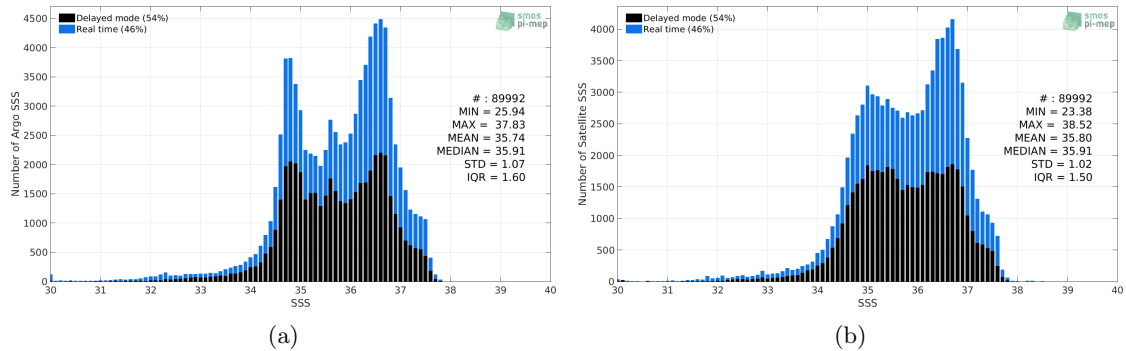 Delayed mode (54%)
Real time (46%)
smos
pi-mep
Number of Argo SSS
4500
4000
3500
3000
2500
2000
1500
1000
500
0
# : 89992
MIN = 25.94
MAX = 37.83
MEAN = 35.74
MEDIAN = 35.91
STD = 1.07
IQR = 1.60
30 31 32 33 34 35 36 37 38 39 40
SSS
(a)
Delayed mode (54%)
Real time (46%)
smos
pi-mep
Number of Satellite SSS
4000
3500
3000
2500
2000
1500
1000
500
0
# : 89992
MIN = 23.38
MAX = 38.52
MEAN = 35.80
MEDIAN = 35.91
STD = 1.02
IQR = 1.50
30 31 32 33 34 35 36 37 38 39 40
SSS
(b)